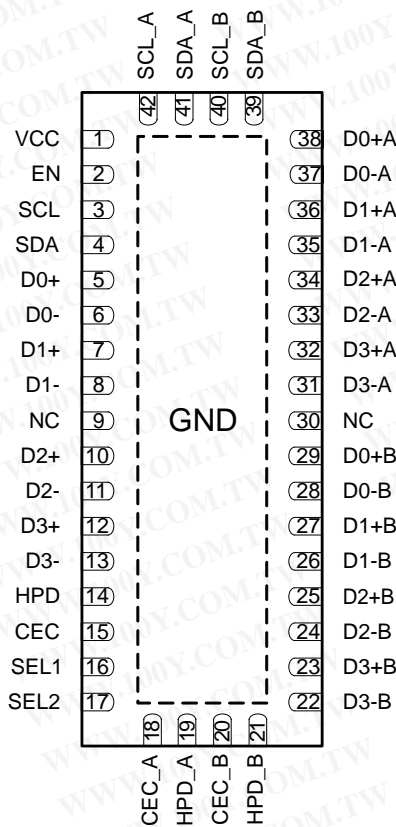 SCL_A SDA_A SCL_B SDA_B
42 41 40 39
VCC 1 38 D0+A
EN 2 37 D0-A
SCL 3 36 D1+A
SDA 4 35 D1-A
D0+ 5 34 D2+A
D0- 6 33 D2-A
D1+ 7 32 D3+A
D1- 8 31 D3-A
NC 9 GND 30 NC
D2+ 10 29 D0+B
D2- 11 28 D0-B
D3+ 12 27 D1+B
D3- 13 26 D1-B
HPD 14 25 D2+B
CEC 15 24 D2-B
SEL1 16 23 D3+B
SEL2 17 22 D3-B
18 19 20 21
CEC_A HPD_A CEC_B HPD_B
WWW.100Y.COM.TW